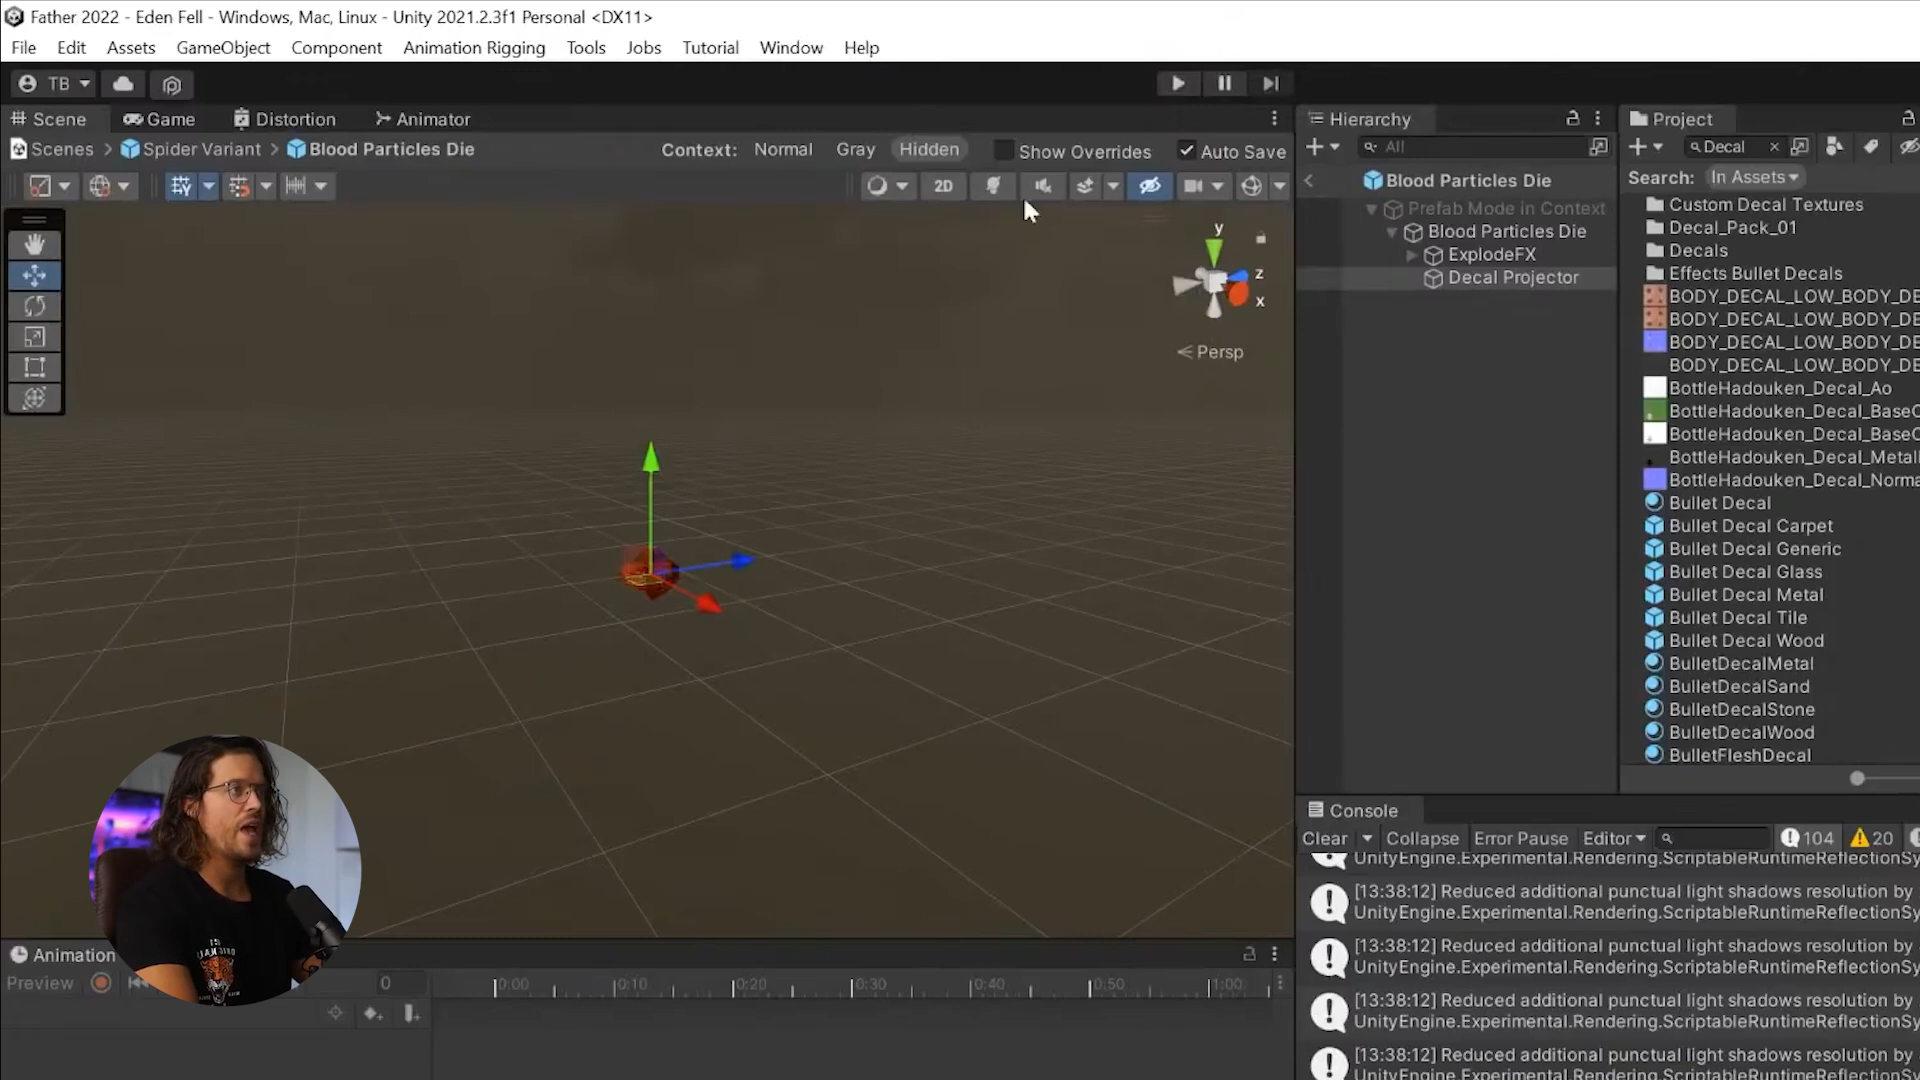 Father 2022 - Eden Fell - Windows, Mac, Linux - Unity 2021.2.3f1 Personal <DX11>
File Edit Assets GameObject Component Animation Rigging Tools Jobs Tutorial Window Help
TB
Scene Game Distortion Animator
Scenes > Spider Variant > Blood Particles Die Context: Normal Gray Hidden Show Overrides Auto Save
2D
y
z
x
Persp
Hierarchy
All
Blood Particles Die
Prefab Mode in Context
Blood Particles Die
ExplodeFX
Decal Projector
Project
Decal
Search: In Assets
Custom Decal Textures
Decal_Pack_01
Decals
Effects Bullet Decals
BODY_DECAL_LOW_BODY_DE
BODY_DECAL_LOW_BODY_DE
BODY_DECAL_LOW_BODY_DE
BODY_DECAL_LOW_BODY_DE
BottleHadouken_Decal_Ao
BottleHadouken_Decal_BaseC
BottleHadouken_Decal_BaseC
BottleHadouken_Decal_Metall
BottleHadouken_Decal_Norma
Bullet Decal
Bullet Decal Carpet
Bullet Decal Generic
Bullet Decal Glass
Bullet Decal Metal
Bullet Decal Tile
Bullet Decal Wood
BulletDecalMetal
BulletDecalSand
BulletDecalStone
BulletDecalWood
BulletFleshDecal
Console
Clear Collapse Error Pause Editor 104 20
UnityEngine.Experimental.Rendering.ScriptableRuntimeReflectionSy
[13:38:12] Reduced additional punctual light shadows resolution by
UnityEngine.Experimental.Rendering.ScriptableRuntimeReflectionSy
[13:38:12] Reduced additional punctual light shadows resolution by
UnityEngine.Experimental.Rendering.ScriptableRuntimeReflectionSy
[13:38:12] Reduced additional punctual light shadows resolution by
UnityEngine.Experimental.Rendering.ScriptableRuntimeReflectionSy
[13:38:12] Reduced additional punctual light shadows resolution by
UnityEngine.Experimental.Rendering.ScriptableRuntimeReflectionSy
Animation
Preview 0 0:00 0:10 0:20 0:30 0:40 0:50 1:00